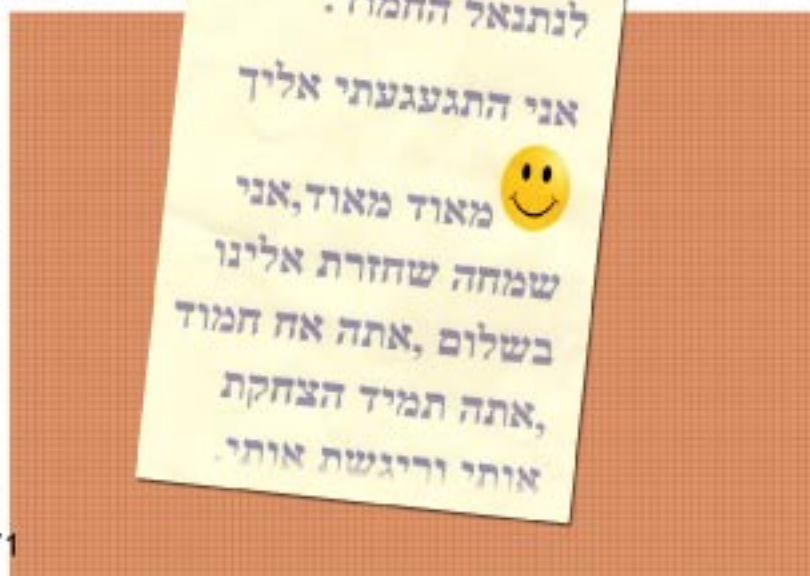 לנתנאל החמוד .
אני התגעגעתי אליך
מאוד מאוד,אני
שמחה שחזרת אלינו
בשלום ,אתה אח חמוד
,אתה תמיד הצחקת
אותי וריגשת אותי.